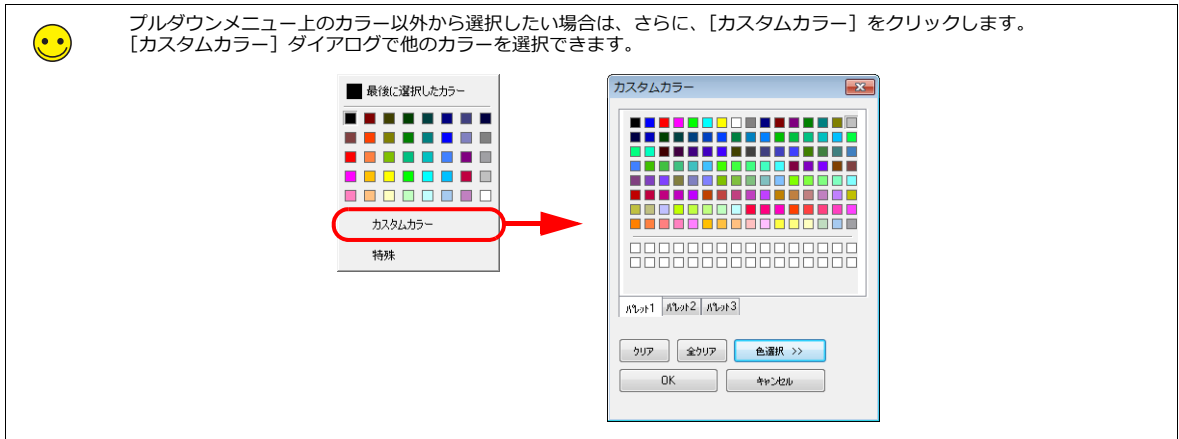 プルダウンメニュー上のカラー以外から選択したい場合は、さらに、[カスタムカラー] をクリックします。
[カスタムカラー] ダイアログで他のカラーを選択できます。
最後に選択したカラー
カスタムカラー
特殊
カスタムカラー
パレット1 パレット2 パレット3
クリア 全クリア 色選択 >>
OK キャンセル